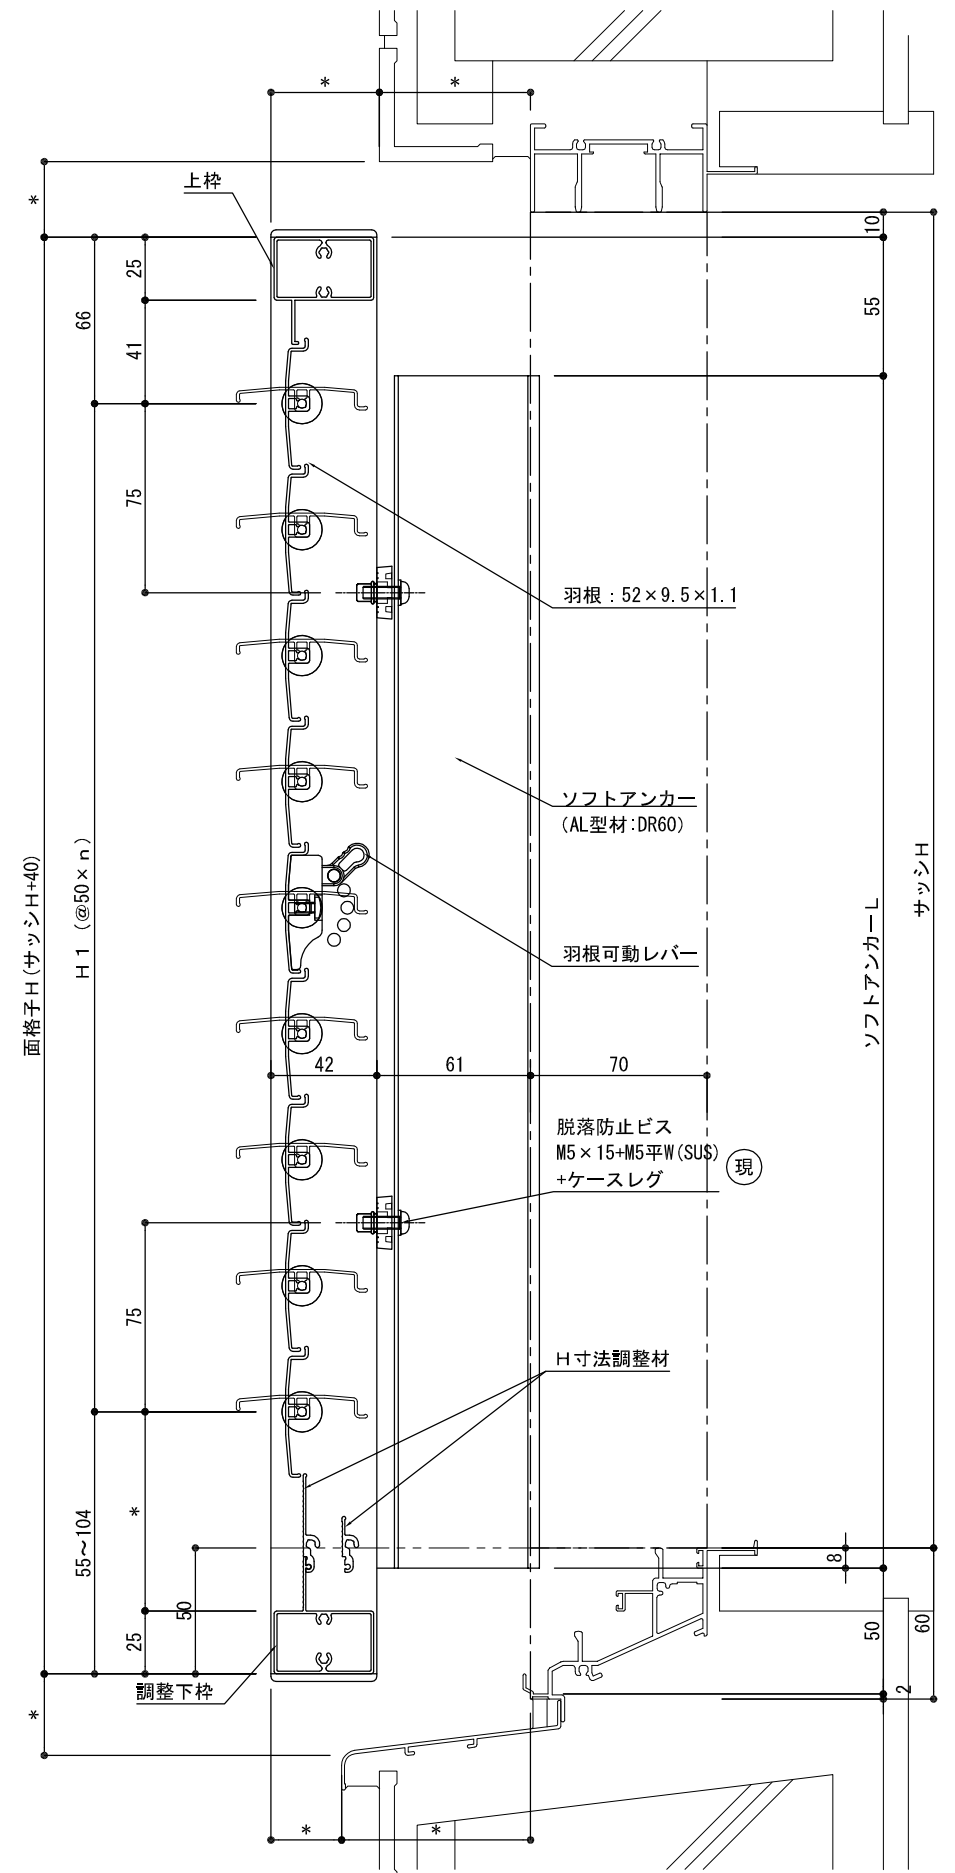 *
*
上枠
*
10
25
55
66
41
75
羽根：52×9.5×1.1
ソフトアンカー
(AL型材:DR60)
面格子H(サッシH+40)
H1 (@50×n)
サッシH
ソフトアンカーL
羽根可動レバー
42
61
70
脱落防止ビス
M5×15+M5平W(SUS)
+ケースレグ
現
75
H寸法調整材
*
55~104
8
50
25
50
60
調整下枠
2
*
*
*